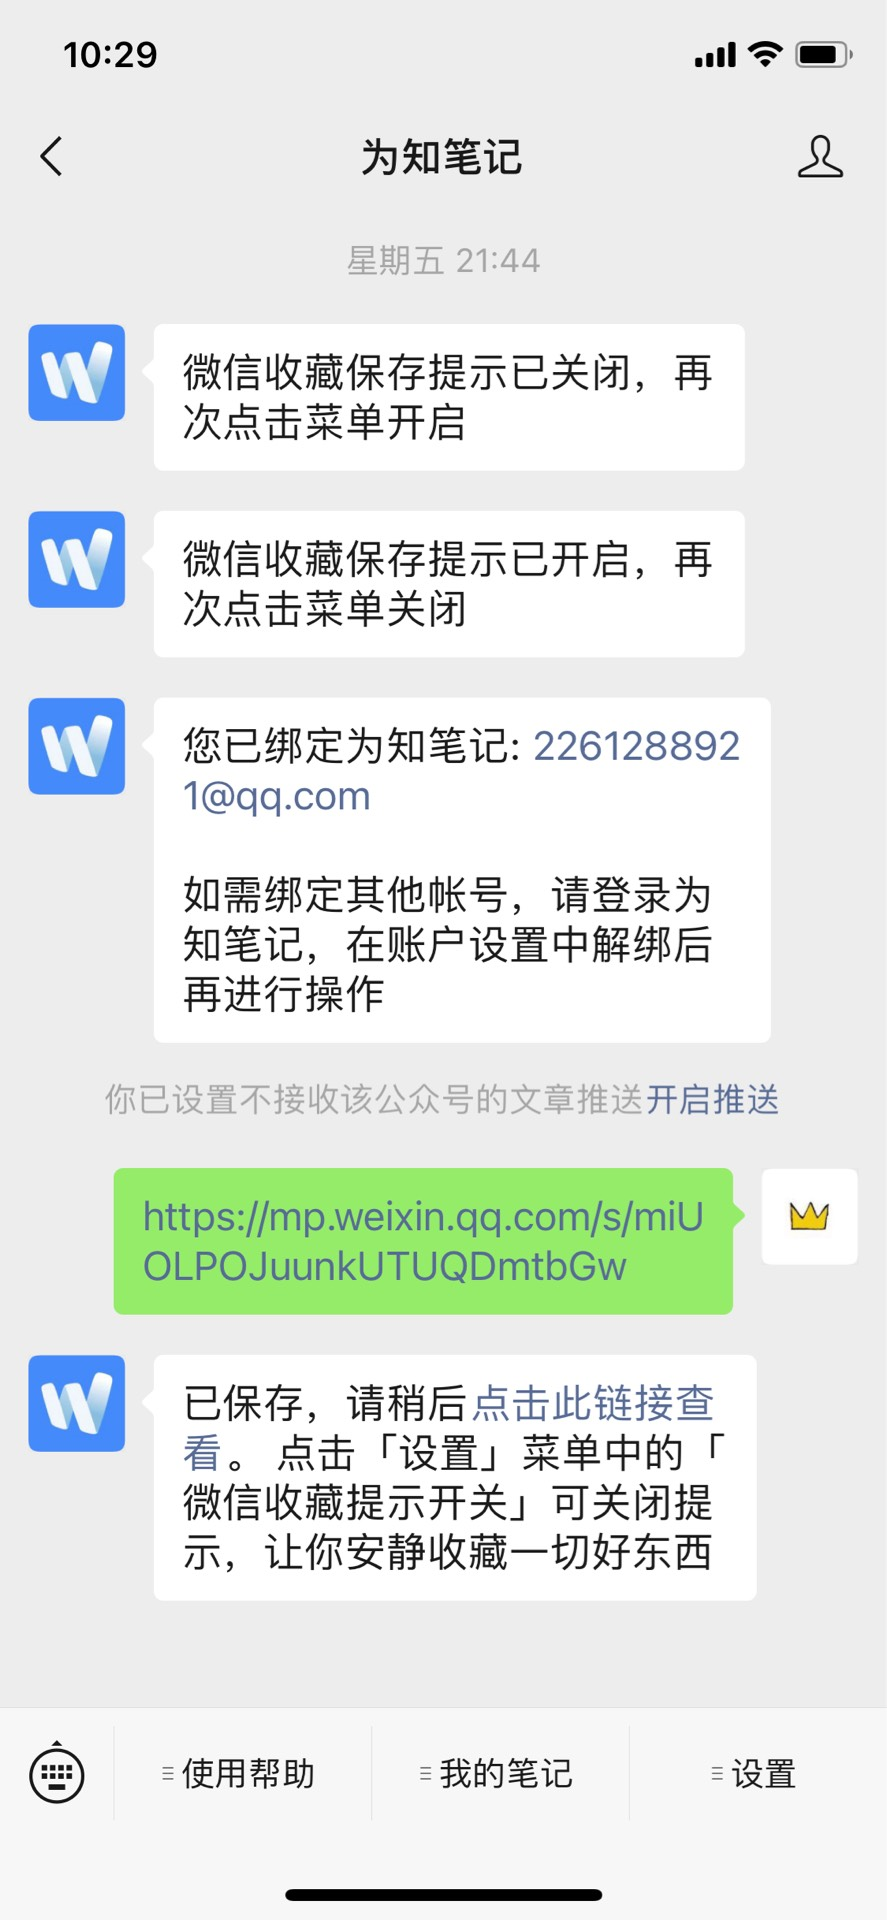 10:29
为知笔记
星期五 21:44
微信收藏保存提示已关闭，再
次点击菜单开启
微信收藏保存提示已开启，再
次点击菜单关闭
您已绑定为知笔记: 226128892
1@qq.com
如需绑定其他帐号，请登录为
知笔记，在账户设置中解绑后
再进行操作
你已设置不接收该公众号的文章推送开启推送
https://mp.weixin.qq.com/s/miU
OLPOJuunkUTUQDmtbGw
已保存，请稍后点击此链接查
看。 点击「设置」菜单中的「
微信收藏提示开关」可关闭提
示，让你安静收藏一切好东西
使用帮助
我的笔记
设置